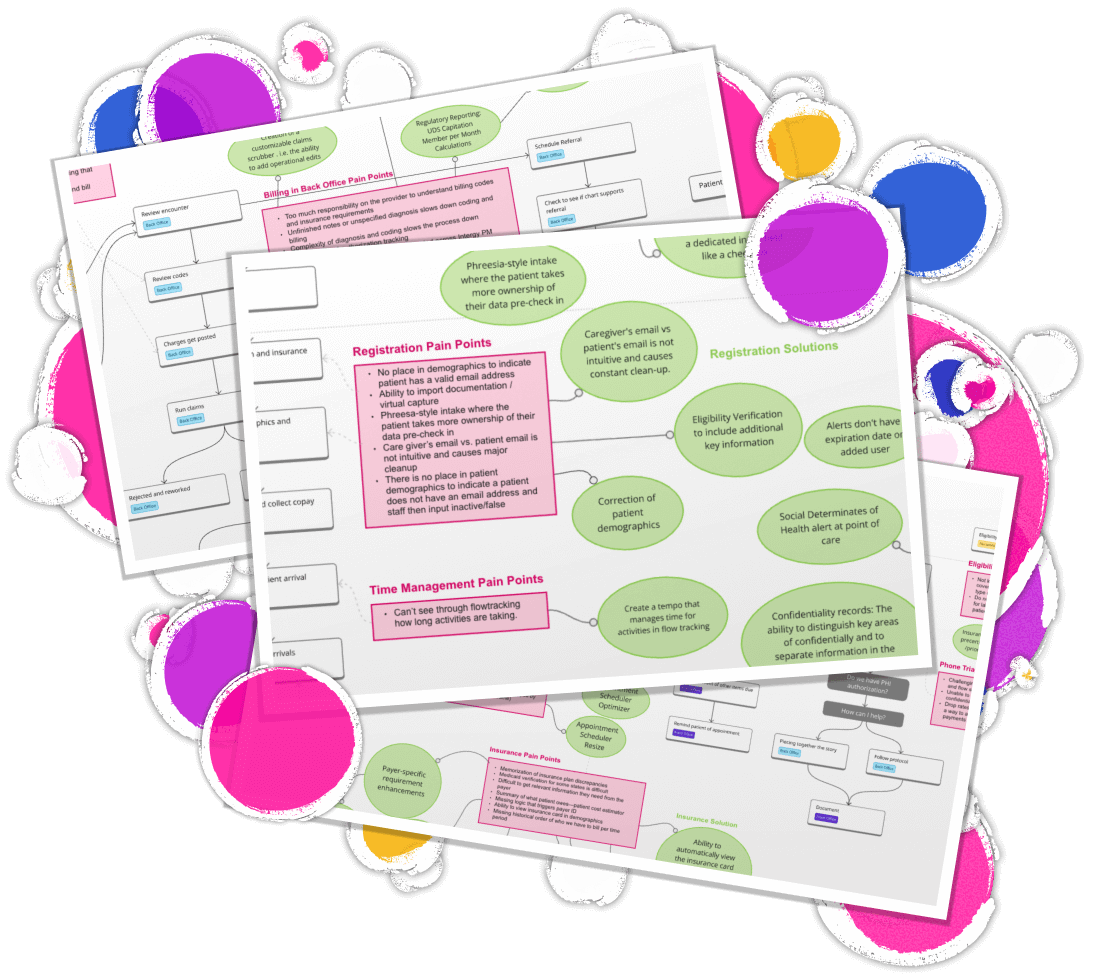 Creation of a
customizable claims
scrubber , i.e. the ability
to add operational edits
Regulatory Reporting:
UDS Capitation
Member per Month
Calculations
Schedule Referral
Back Office
Check to see if chart supports
referral
Back Office
Patient
ing that
nd bill
Review encounter
Back Office
Review codes
Back Office
Charges get posted
Back Office
Run claims
Back Office
Rejected and reworked
Back Office
Billing in Back Office Pain Points
• Too much responsibility on the provider to understand billing codes
and insurance requirements
• Unfinished notes or unspecified diagnosis slows down coding and
billing
• Complexity of diagnosis and coding slows the process down
Intergy PM
tracking
Phreesia-style intake
where the patient takes
more ownership of
their data pre-check in
a dedicated in
like a che
Registration Pain Points
• No place in demographics to indicate
patient has a valid email address
• Ability to import documentation /
virtual capture
• Phreesa-style intake where the
patient takes more ownership of their
data pre-check in
• Care giver's email vs. patient email is
not intuitive and causes major
cleanup
• There is no place in patient
demographics to indicate a patient
does not have an email address and
staff then input inactive/false
Caregiver's email vs
patient's email is not
intuitive and causes
constant clean-up.
Registration Solutions
Eligibility Verification
to include additional
key information
Alerts don't have
expiration date or
added user
Correction of
patient
demographics
Social Determinates of
Health alert at point of
care
n and insurance
phics and
d collect copay
ient arrival
rrivals
Time Management Pain Points
• Can't see through flowtracking
how long activities are taking.
Create a tempo that
manages time for
activities in flow tracking
Confidentiality records: The
ability to distinguish key areas
of confidentially and to
separate information in the
Scheduler
Optimizer
Appointment
Scheduler
Resize
Remind parent of appointment
Front Office
Do we have PHI
authorization?
How can I help?
Piecing together the story
Back Office
Follow protocol
Back Office
Document
Front Office
Payer-specific
requirement
enhancements
Insurance Pain Points
• Memorization of insurance plan discrepancies
• Medicaid verification for some states is difficult
• Difficult to get relevant information they need from the
payer
• Summary of what patient owes—patient cost estimator
• Missing logic that triggers payer ID
• Ability to view insurance card in demographics
• Missing historical order of who we have to bill per time
period
Insurance Solution
Ability to
automatically view
the insurance card
Eligibili
Phone Tria